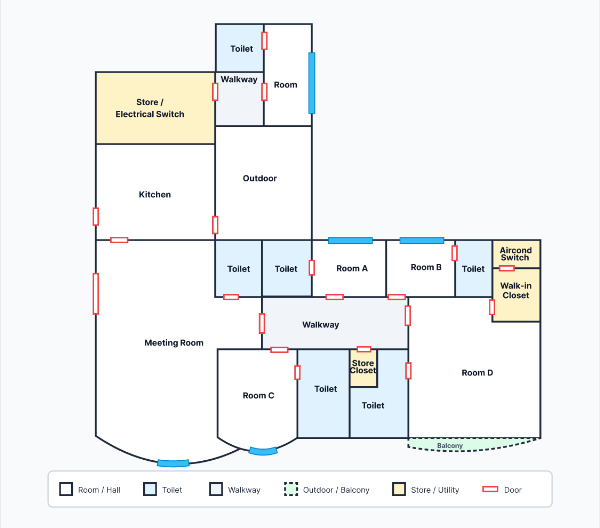 Toilet
Walkway
Room
Store /
Electrical Switch
Outdoor
Kitchen
Aircond
Switch
Toilet
Toilet
Room A
Room B
Toilet
Walk-in
Closet
Walkway
Meeting Room
Store
Closet
Room D
Toilet
Room C
Toilet
Balcony
Room / Hall
Toilet
Walkway
Outdoor / Balcony
Store / Utility
Door